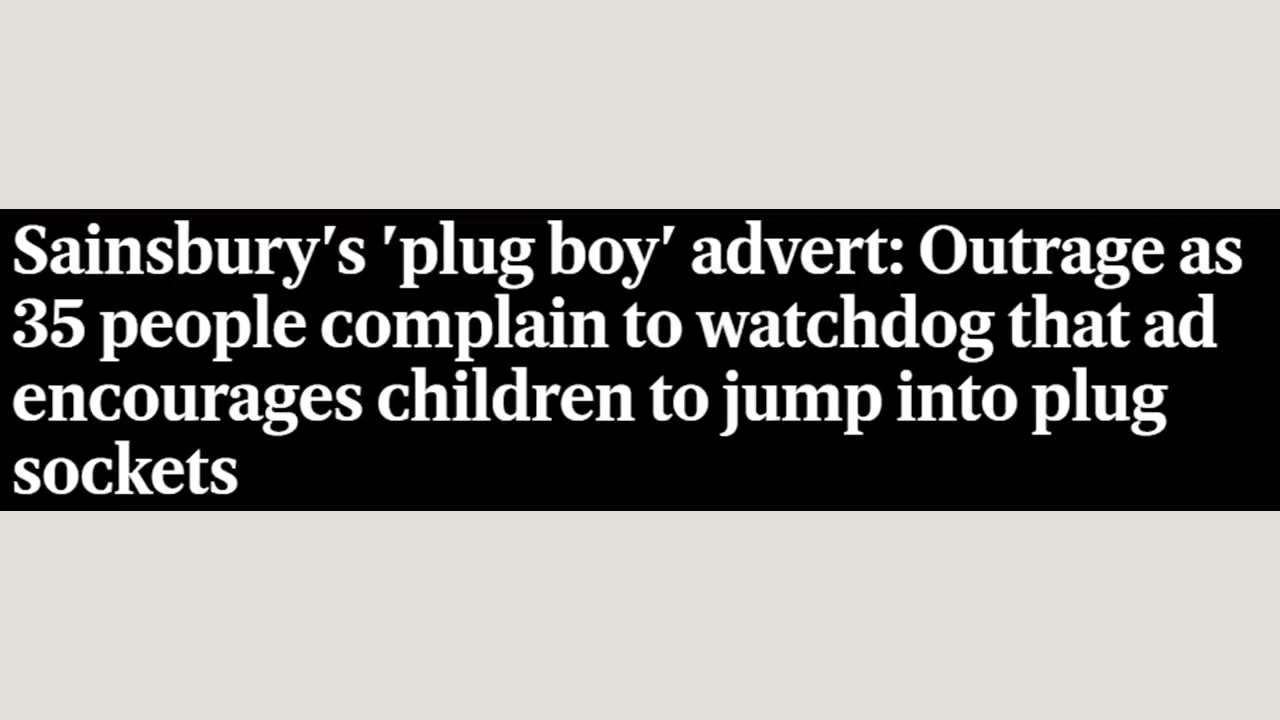 Sainsbury's 'plug boy' advert: Outrage as
35 people complain to watchdog that ad
encourages children to jump into plug
sockets